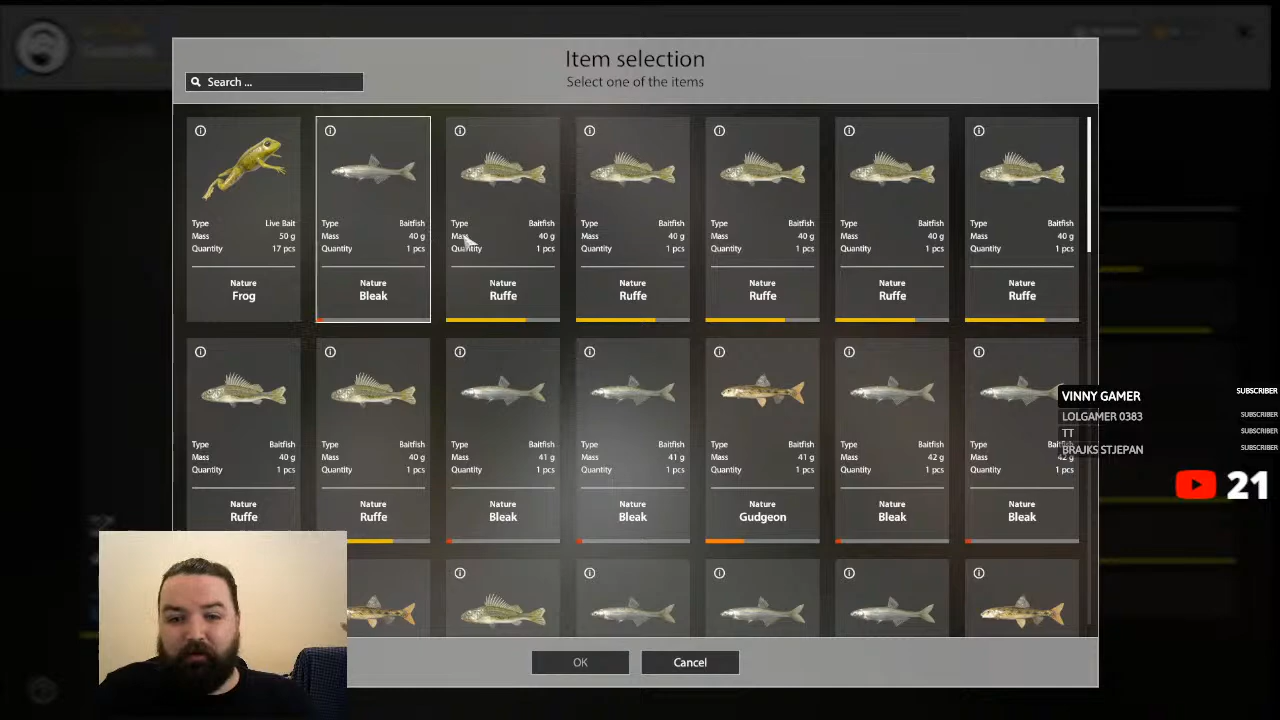 Item selection
Search ...
Select one of the items
Type Live Bait
Mass 50 g
Quantity 17 pcs
Nature
Frog
Type Baitfish
Mass 40 g
Quantity 1 pcs
Nature
Bleak
Type Baitfish
Mass 40 g
Quantity 1 pcs
Nature
Ruffe
Type Baitfish
Mass 40 g
Quantity 1 pcs
Nature
Ruffe
Type Baitfish
Mass 40 g
Quantity 1 pcs
Nature
Ruffe
Type Baitfish
Mass 40 g
Quantity 1 pcs
Nature
Ruffe
Type Baitfish
Mass 40 g
Quantity 1 pcs
Nature
Ruffe
Type Baitfish
Mass 40 g
Quantity 1 pcs
Nature
Ruffe
Type Baitfish
Mass 40 g
Quantity 1 pcs
Nature
Ruffe
Type Baitfish
Mass 41 g
Quantity 1 pcs
Nature
Bleak
Type Baitfish
Mass 41 g
Quantity 1 pcs
Nature
Bleak
Type Baitfish
Mass 41 g
Quantity 1 pcs
Nature
Gudgeon
Type Baitfish
Mass 42 g
Quantity 1 pcs
Nature
Bleak
Type
Mass 42 g
Quantity 1 pcs
Nature
Bleak
VINNY GAMER SUBSCRIBER
LOLGAMER 0383 SUBSCRIBER
TT SUBSCRIBER
BRAJKS STJEPAN SUBSCRIBER
21
OK
Cancel